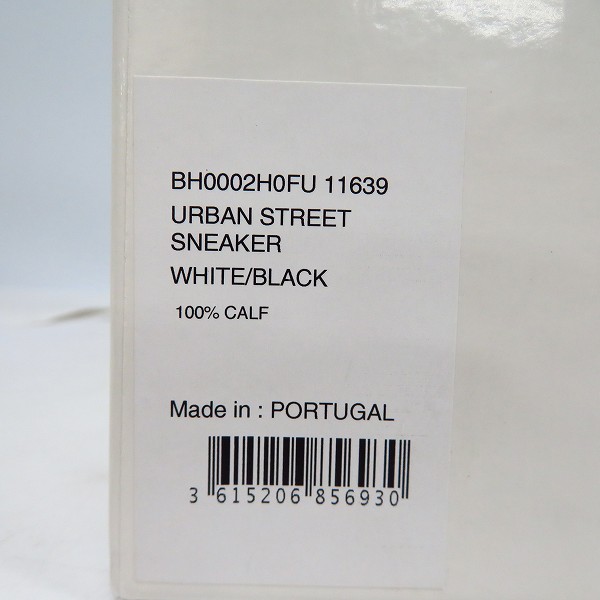 BH0002H0FU 11639
URBAN STREET
SNEAKER
WHITE/BLACK
100% CALF
Made in : PORTUGAL
3 615206 856930